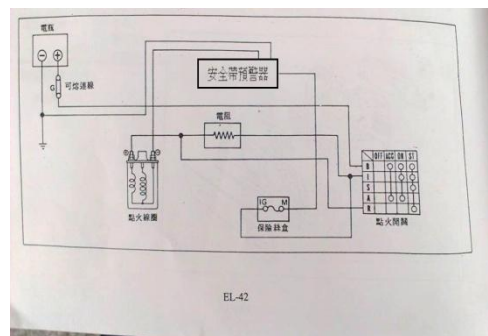 電瓶
− +
G 可熔連線
安全帶預警器
電阻
− +
點火線圈
IG M
保險絲盒
OFF ACC ON ST
B
I
S
A
R
點火開關
EL-42